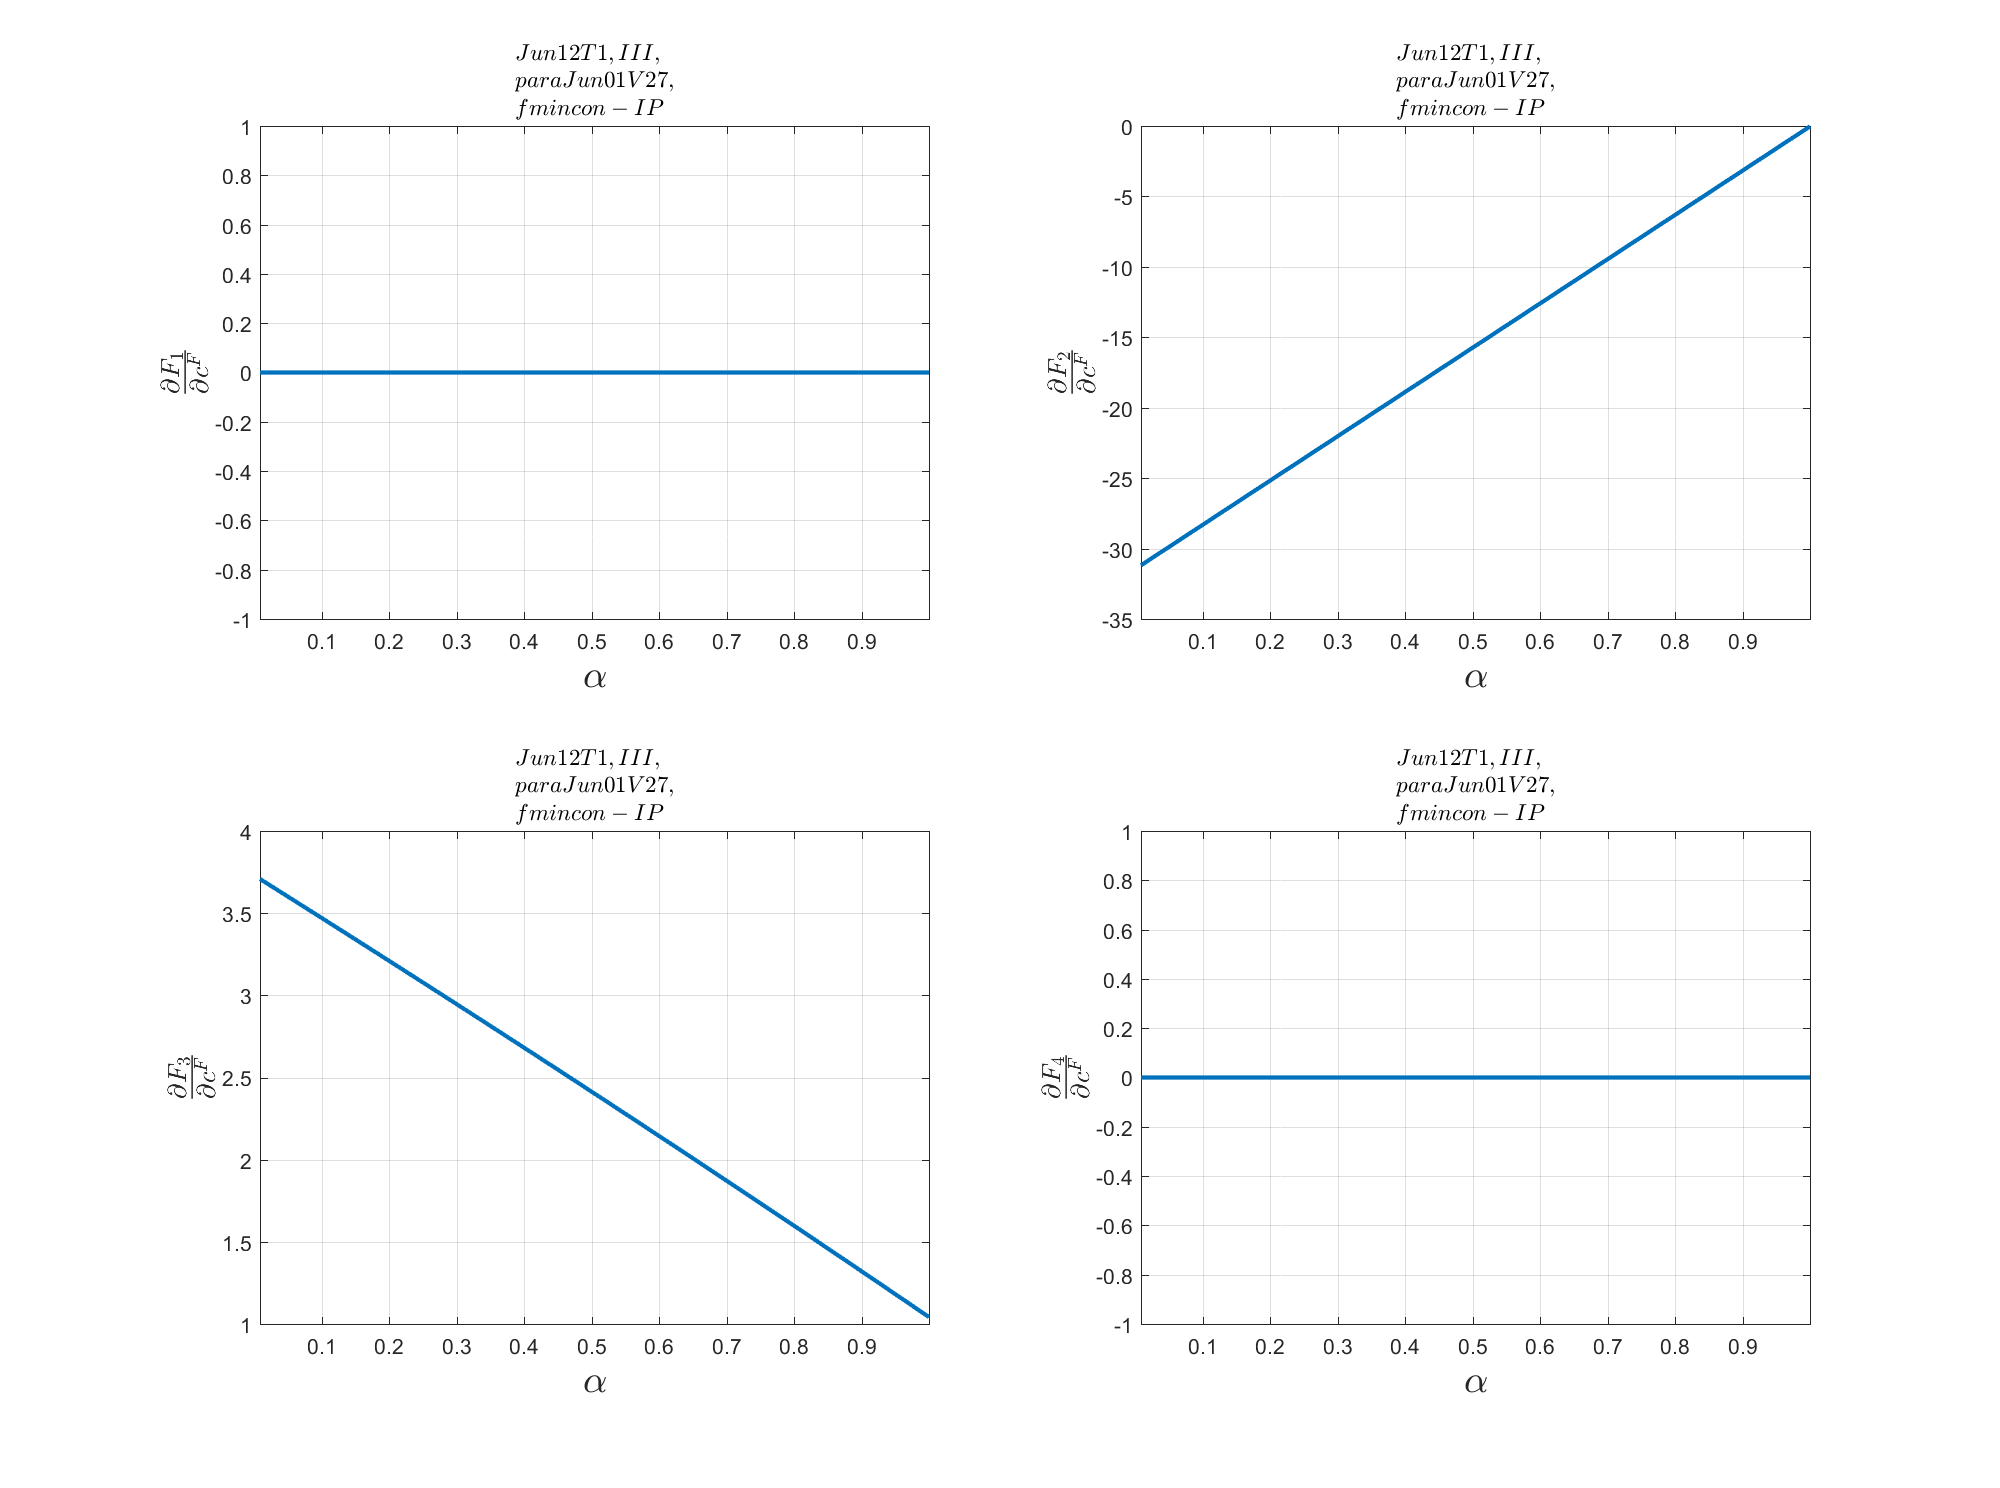 Jun12T1, III,
paraJun01V27,
fmincon − IP
1
0.8
0.6
0.4
0.2
0
-0.2
-0.4
-0.6
-0.8
-1
0.1 0.2 0.3 0.4 0.5 0.6 0.7 0.8 0.9
α
∂F₁
∂cᶠ
Jun12T1, III,
paraJun01V27,
fmincon − IP
0
-5
-10
-15
-20
-25
-30
-35
0.1 0.2 0.3 0.4 0.5 0.6 0.7 0.8 0.9
α
∂F₂
∂cᶠ
Jun12T1, III,
paraJun01V27,
fmincon − IP
4
3.5
3
2.5
2
1.5
1
0.1 0.2 0.3 0.4 0.5 0.6 0.7 0.8 0.9
α
∂F₃
∂cᶠ
Jun12T1, III,
paraJun01V27,
fmincon − IP
1
0.8
0.6
0.4
0.2
0
-0.2
-0.4
-0.6
-0.8
-1
0.1 0.2 0.3 0.4 0.5 0.6 0.7 0.8 0.9
α
∂F₄
∂cᶠ